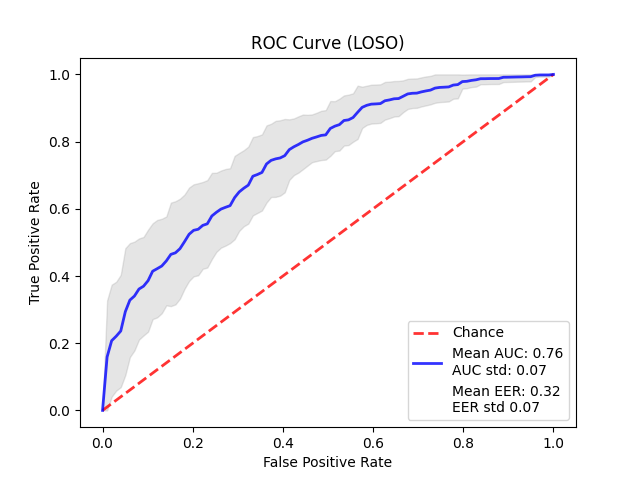 ROC Curve (LOSO)
True Positive Rate
1.0
0.8
0.6
0.4
0.2
0.0
0.0 0.2 0.4 0.6 0.8 1.0
False Positive Rate
Chance
Mean AUC: 0.76
AUC std: 0.07
Mean EER: 0.32
EER std 0.07